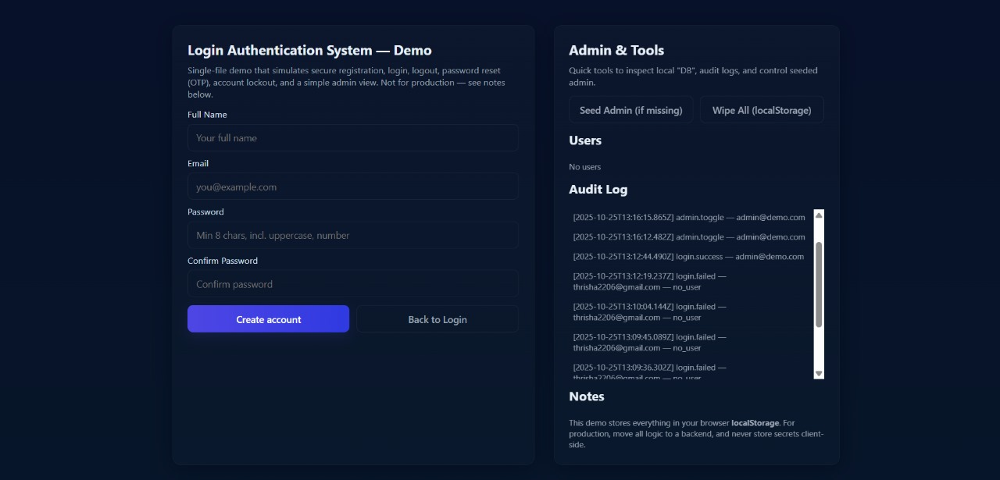 Login Authentication System — Demo
Single-file demo that simulates secure registration, login, logout, password reset
(OTP), account lockout, and a simple admin view. Not for production — see notes
below.
Full Name
Your full name
Email
you@example.com
Password
Min 8 chars, incl. uppercase, number
Confirm Password
Confirm password
Create account
Back to Login
Admin & Tools
Quick tools to inspect local "DB", audit logs, and control seeded
admin.
Seed Admin (if missing)
Wipe All (localStorage)
Users
No users
Audit Log
[2025-10-25T13:16:15.865Z] admin.toggle — admin@demo.com
[2025-10-25T13:16:12.482Z] admin.toggle — admin@demo.com
[2025-10-25T13:12:44.490Z] login.success — admin@demo.com
[2025-10-25T13:12:19.237Z] login.failed —
thrisha2206@gmail.com — no_user
[2025-10-25T13:10:04.144Z] login.failed —
thrisha2206@gmail.com — no_user
[2025-10-25T13:09:45.089Z] login.failed —
thrisha2206@gmail.com — no_user
[2025-10-25T13:09:36.302Z] login.failed —
thrisha2206@gmail.com — no_user
Notes
This demo stores everything in your browser localStorage. For
production, move all logic to a backend, and never store secrets client-
side.